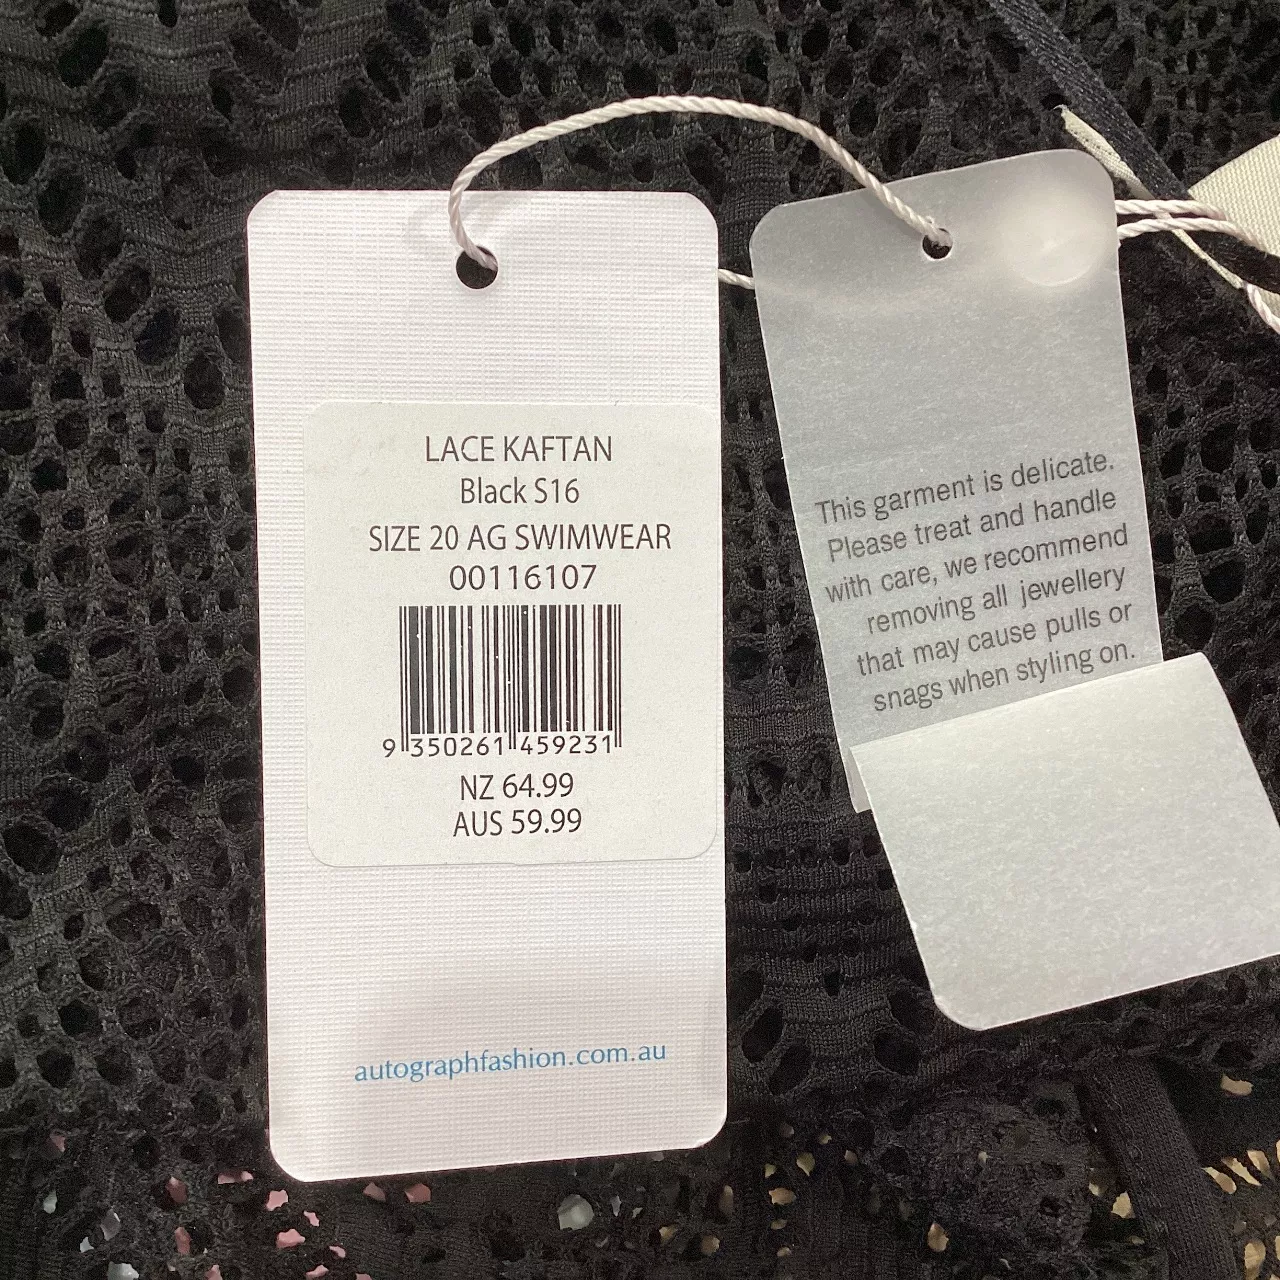 LACE KAFTAN
Black S16
SIZE 20 AG SWIMWEAR
00116107
9 350261 459231
NZ 64.99
AUS 59.99
autographfashion.com.au
This garment is delicate.
Please treat and handle
with care, we recommend
removing all jewellery
that may cause pulls or
snags when styling on.